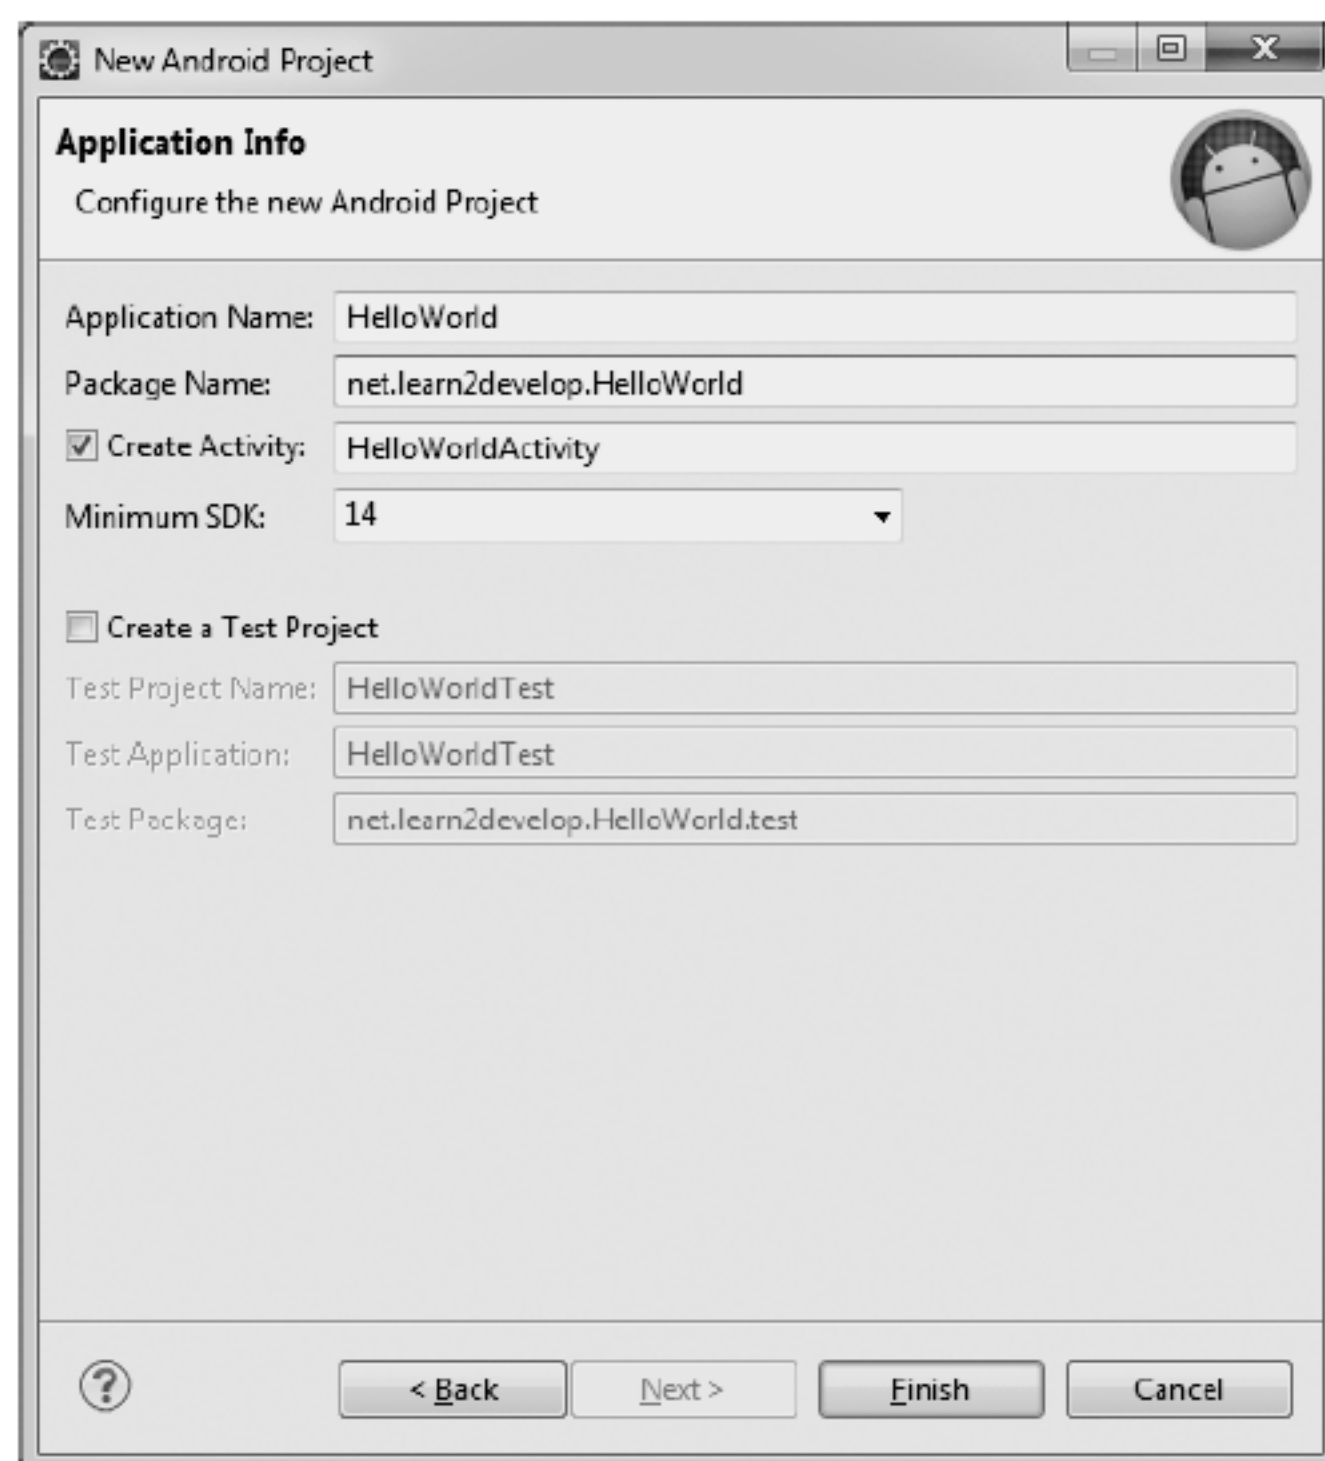 New Android Project
Application Info
Configure the new Android Project
Application Name: HelloWorld
Package Name: net.learn2develop.HelloWorld
Create Activity: HelloWorldActivity
Minimum SDK: 14
Create a Test Project
Test Project Name: HelloWorldTest
Test Application: HelloWorldTest
Test Package: net.learn2develop.HelloWorld.test
? < Back Next > Finish Cancel